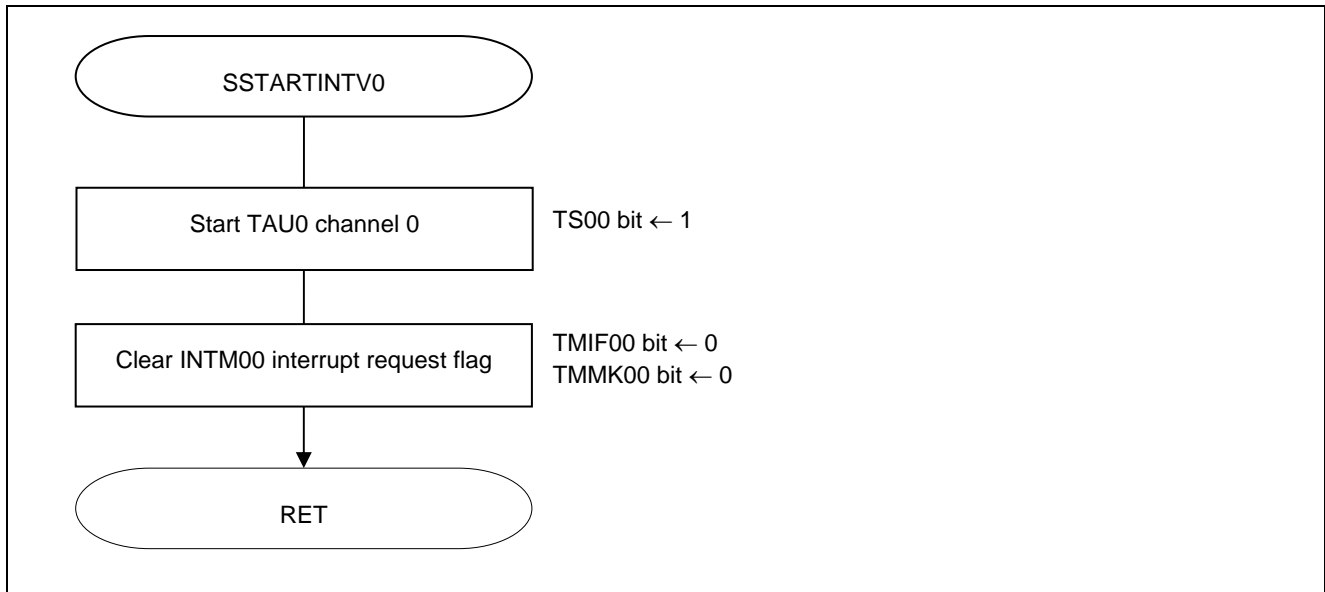 SSTARTINTV0
Start TAU0 channel 0
TS00 bit ← 1
Clear INTM00 interrupt request flag
TMIF00 bit ← 0
TMMK00 bit ← 0
RET